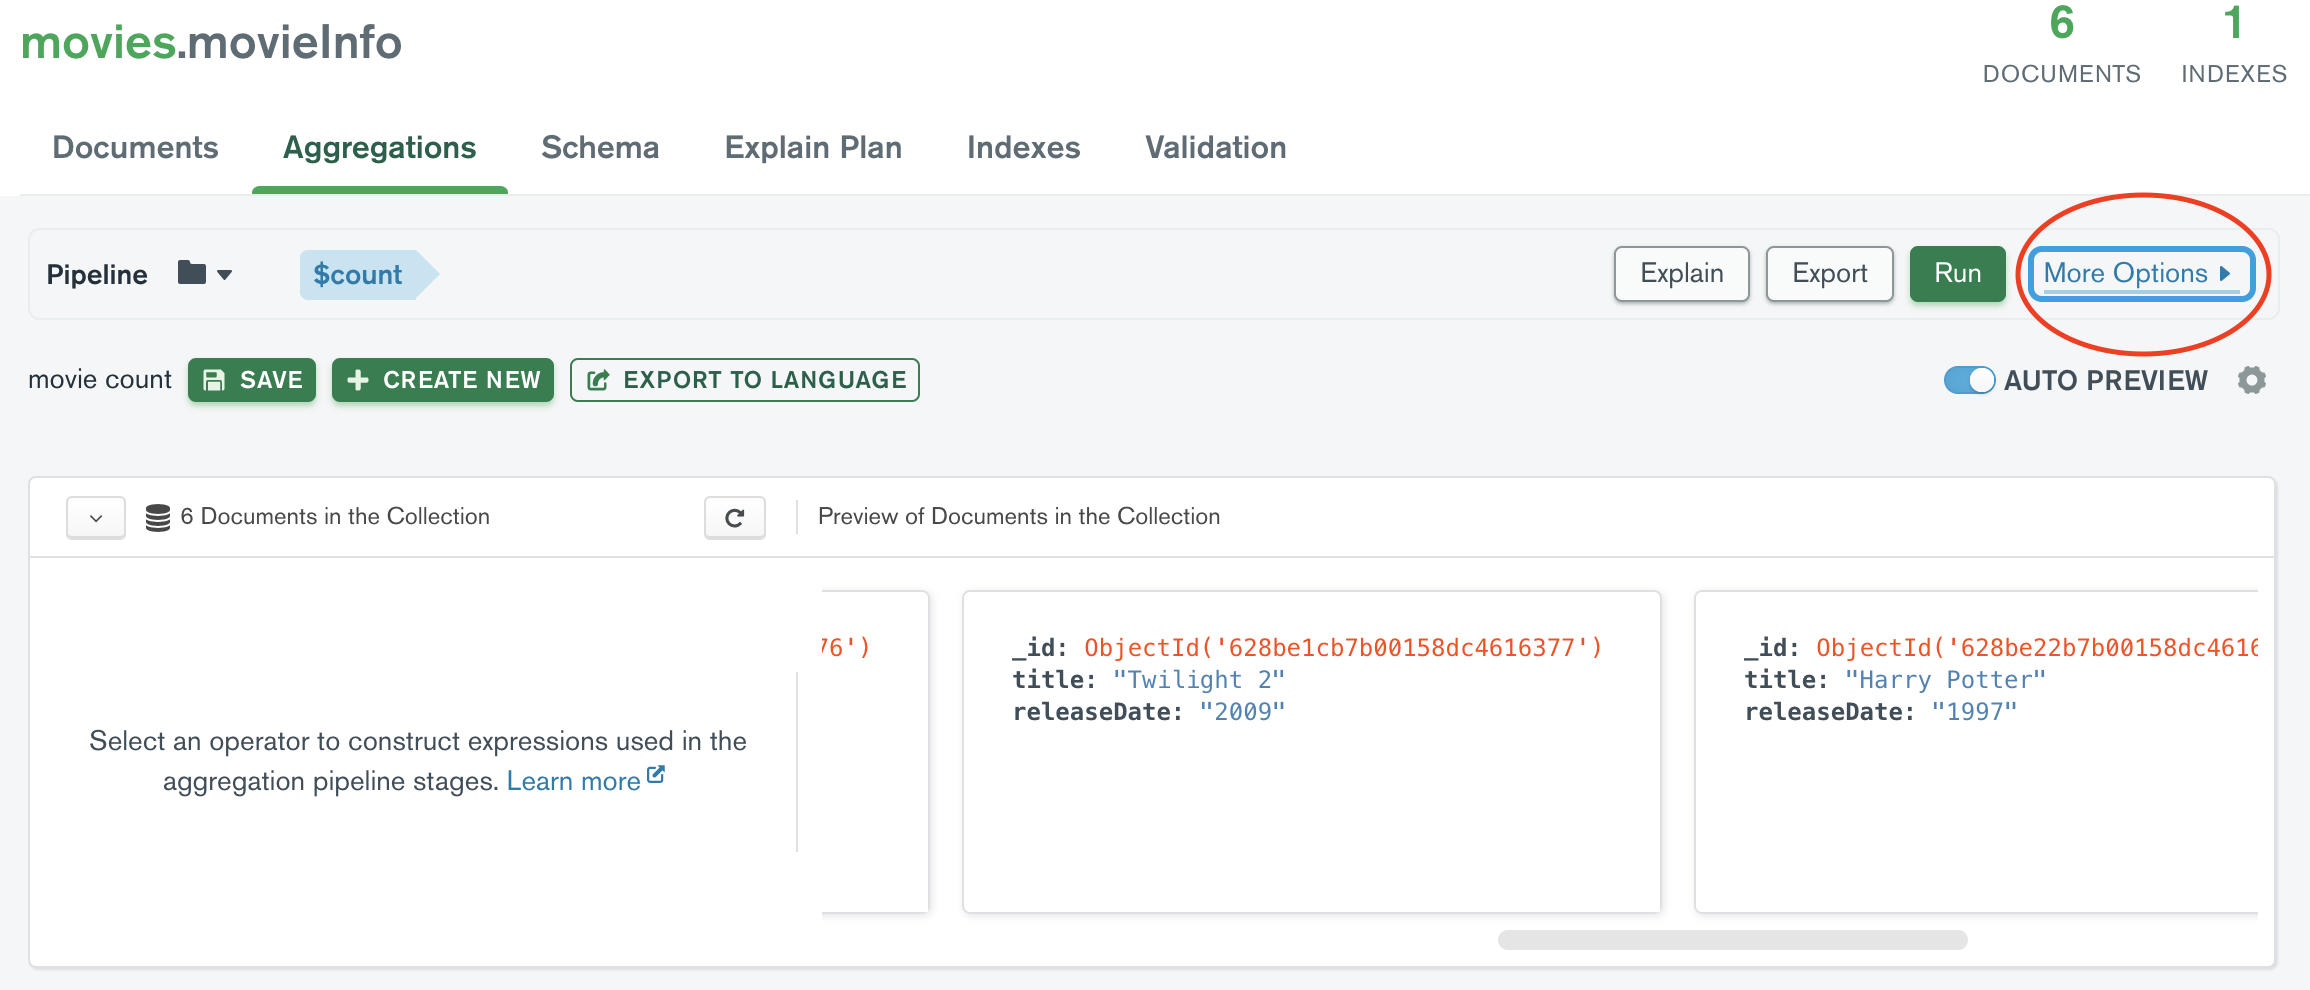 movies.movieInfo
6
DOCUMENTS
1
INDEXES
Documents Aggregations Schema Explain Plan Indexes Validation
Pipeline $count Explain Export Run More Options
movie count SAVE CREATE NEW EXPORT TO LANGUAGE AUTO PREVIEW
6 Documents in the Collection Preview of Documents in the Collection
Select an operator to construct expressions used in the
aggregation pipeline stages. Learn more
76')
_id: ObjectId('628be1cb7b00158dc4616377')
title: "Twilight 2"
releaseDate: "2009"
_id: ObjectId('628be22b7b00158dc4616
title: "Harry Potter"
releaseDate: "1997"